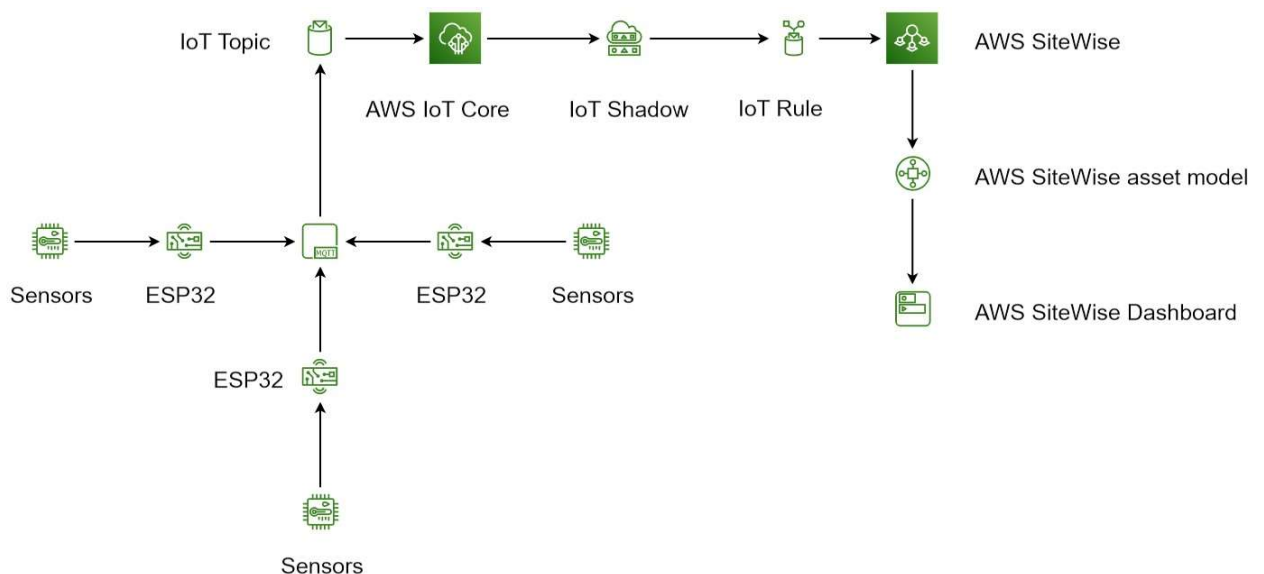 IoT Topic
AWS SiteWise
AWS IoT Core
IoT Shadow
IoT Rule
AWS SiteWise asset model
MQTT
Sensors
ESP32
ESP32
Sensors
AWS SiteWise Dashboard
ESP32
Sensors